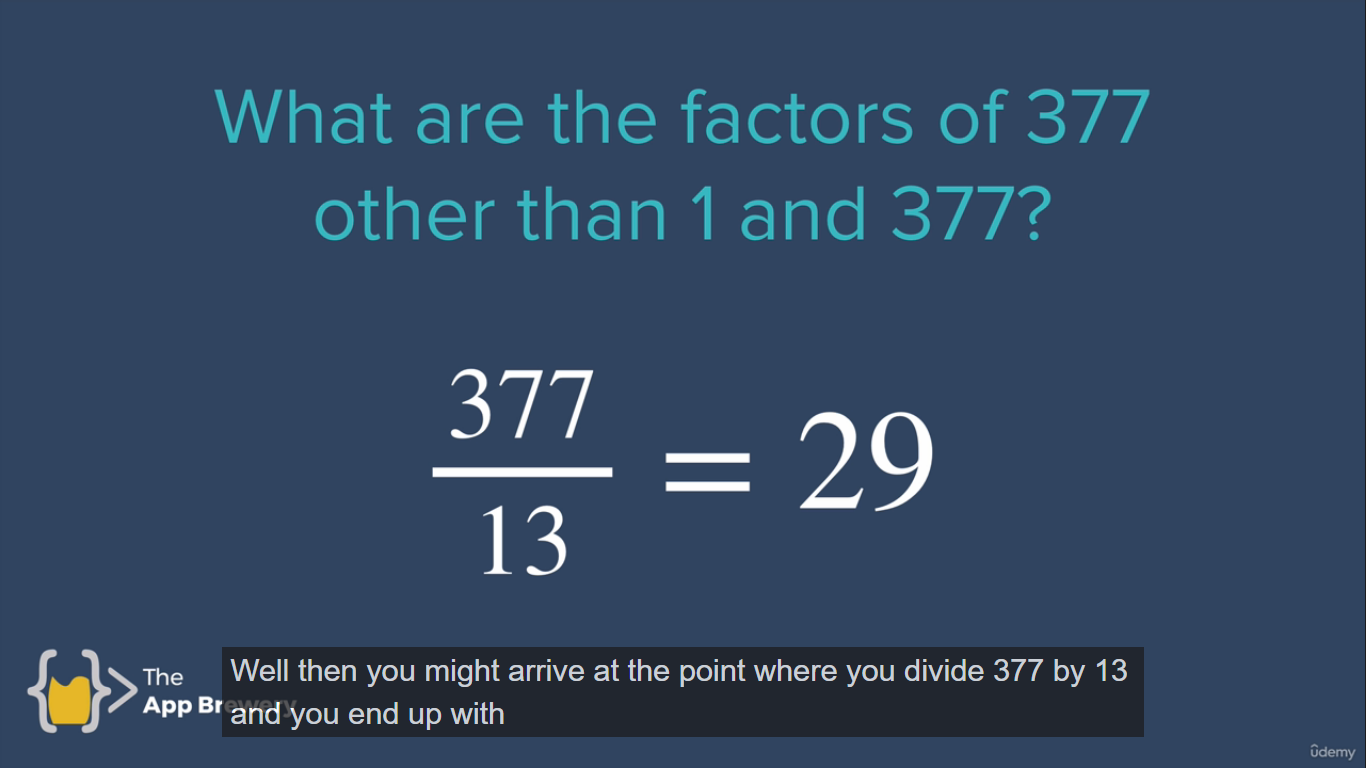 What are the factors of 377
other than 1 and 377?
377
13
= 29
The
App Brewery
Well then you might arrive at the point where you divide 377 by 13
and you end up with
ûdemy